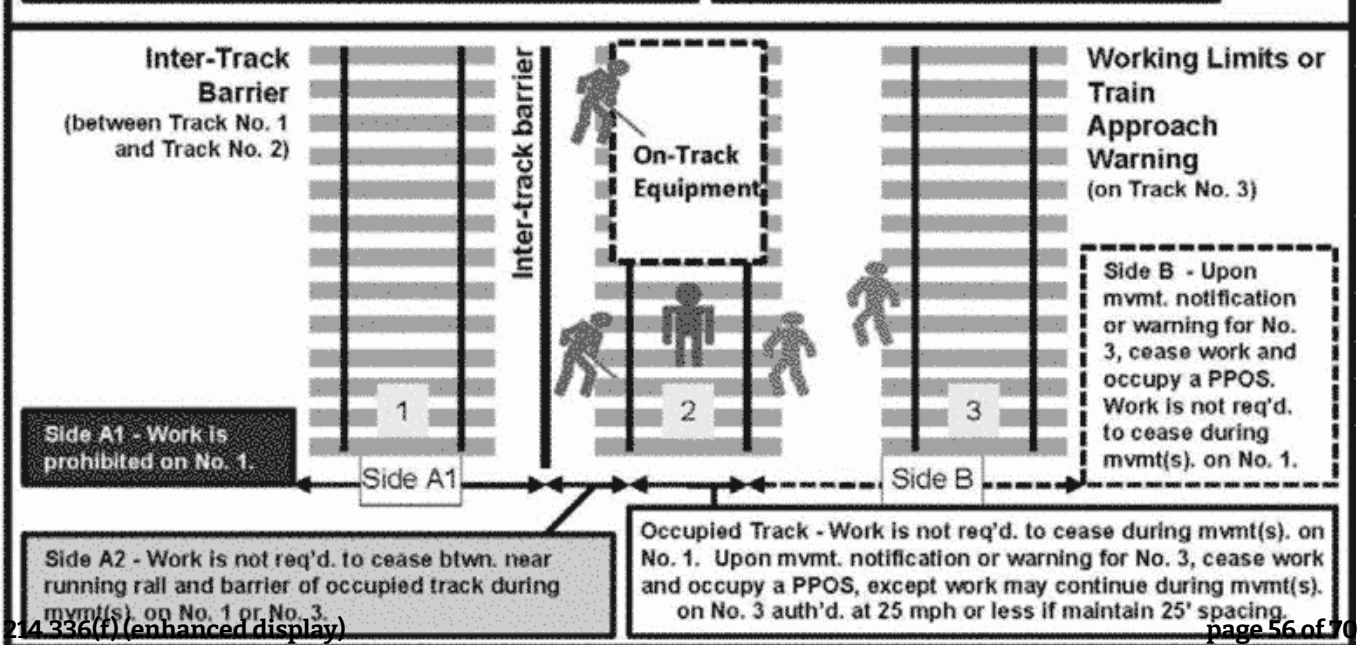 Inter-Track
Barrier
(between Track No. 1
and Track No. 2)
Inter-track barrier
On-Track
Equipment
Working Limits or
Train
Approach
Warning
(on Track No. 3)
Side B - Upon
mvmt. notification
or warning for No.
3, cease work and
occupy a PPOS.
Work is not req'd.
to cease during
mvmt(s). on No. 1.
1
2
3
Side A1 - Work is
prohibited on No. 1.
Side A1
Side B
Side A2 - Work is not req'd. to cease btwn. near
running rail and barrier of occupied track during
mvmt(s). on No. 1 or No. 3.
Occupied Track - Work is not req'd. to cease during mvmt(s). on
No. 1. Upon mvmt. notification or warning for No. 3, cease work
and occupy a PPOS, except work may continue during mvmt(s).
on No. 3 auth'd. at 25 mph or less if maintain 25' spacing.
214.336(f) (enhanced display)
page 56 of 70